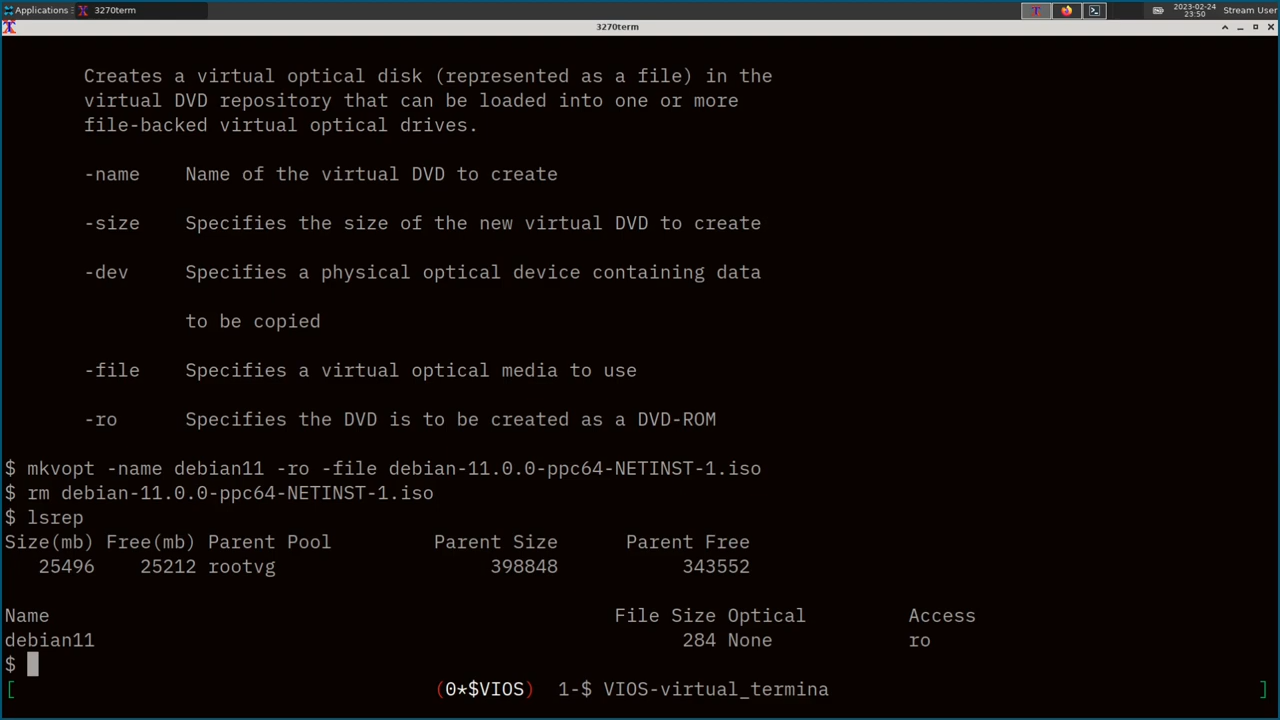 Applications
3270term
2023-02-24
23:50
Stream User
3270term
Creates a virtual optical disk (represented as a file) in the
virtual DVD repository that can be loaded into one or more
file-backed virtual optical drives.
-name Name of the virtual DVD to create
-size Specifies the size of the new virtual DVD to create
-dev Specifies a physical optical device containing data
to be copied
-file Specifies a virtual optical media to use
-ro Specifies the DVD is to be created as a DVD-ROM
$ mkvopt -name debian11 -ro -file debian-11.0.0-ppc64-NETINST-1.iso
$ rm debian-11.0.0-ppc64-NETINST-1.iso
$ lsrep
Size(mb) Free(mb) Parent Pool Parent Size Parent Free
25496 25212 rootvg 398848 343552
Name File Size Optical Access
debian11 284 None ro
$
[ (0*$VIOS) 1-$ VIOS-virtual_termina ]